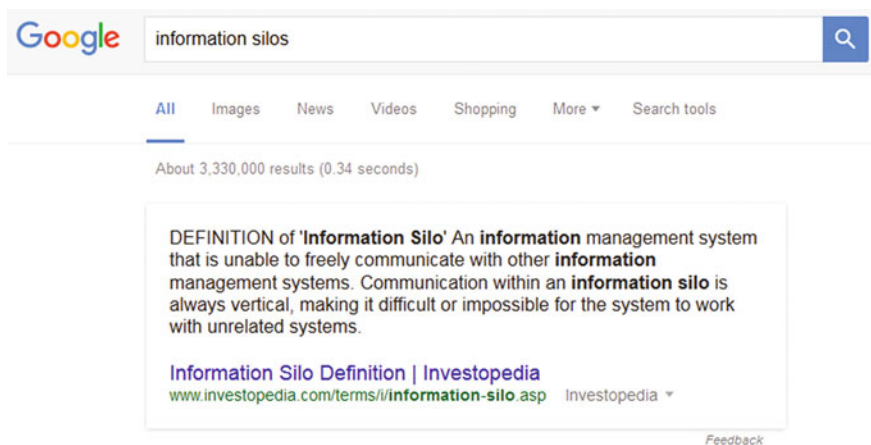 Google information silos
All Images News Videos Shopping More Search tools
About 3,330,000 results (0.34 seconds)
DEFINITION of 'Information Silo' An information management system
that is unable to freely communicate with other information
management systems. Communication within an information silo is
always vertical, making it difficult or impossible for the system to work
with unrelated systems.
Information Silo Definition | Investopedia
www.investopedia.com/terms/i/information-silo.asp Investopedia
Feedback